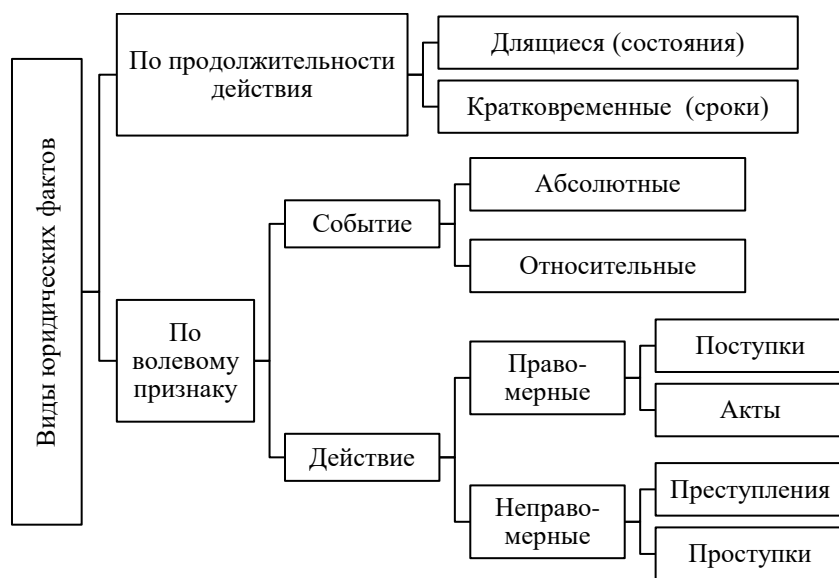 Виды юридических фактов
По продолжительности
действия
Длящиеся (состояния)
Кратковременные (сроки)
По
волевому
признаку
Событие
Абсолютные
Относительные
Действие
Право-
мерные
Поступки
Акты
Неправо-
мерные
Преступления
Проступки